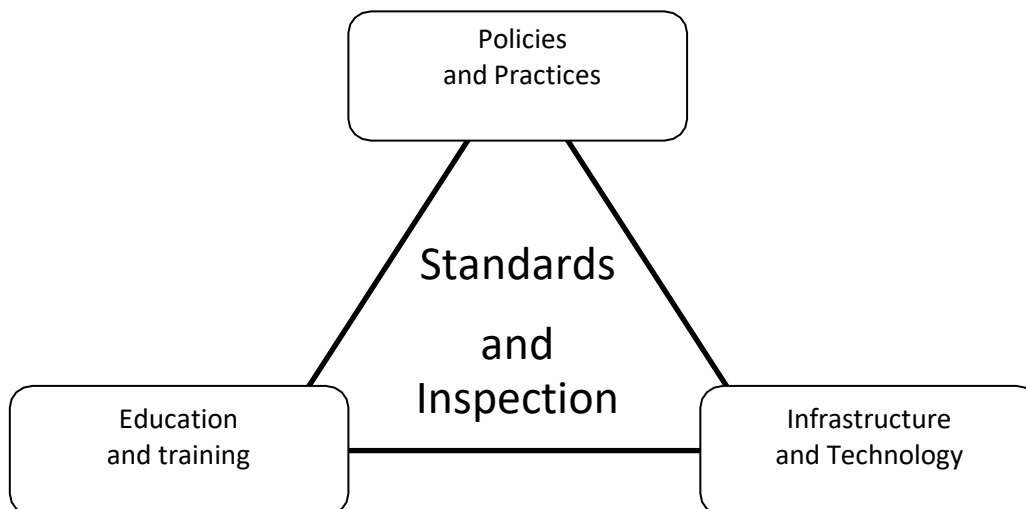 Policies
and Practices
Standards
and
Inspection
Education
and training
Infrastructure
and Technology